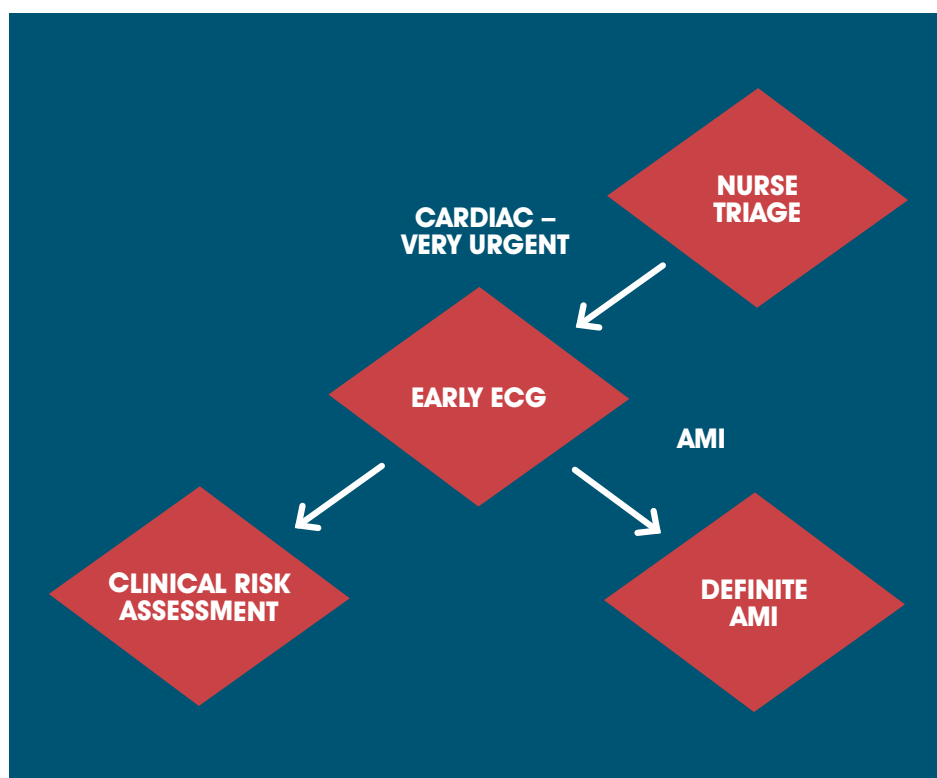 NURSE
TRIAGE
CARDIAC –
VERY URGENT
EARLY ECG
AMI
CLINICAL RISK
ASSESSMENT
DEFINITE
AMI